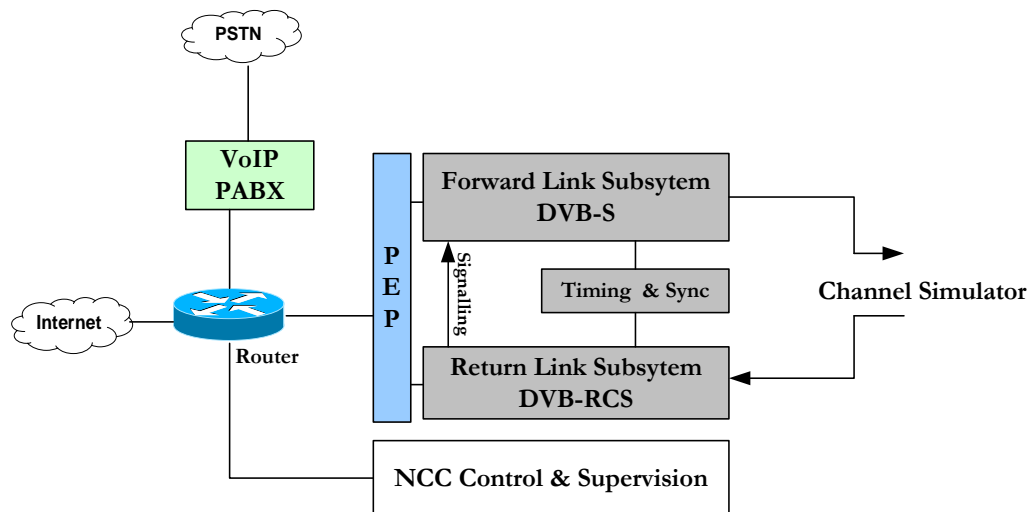 PSTN
VoIP
PABX
Forward Link Subsytem
DVB-S
P
E
P
Signalling
Timing & Sync
Channel Simulator
Internet
Router
Return Link Subsytem
DVB-RCS
NCC Control & Supervision